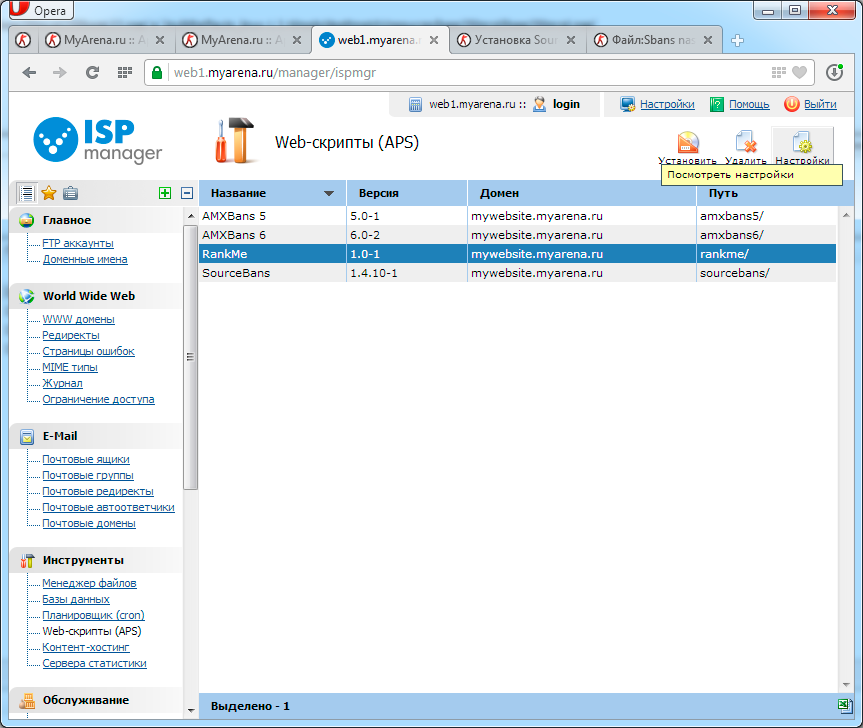 Opera
MyArena.ru :: A
MyArena.ru :: A
web1.myarena.
Установка Sour
Файл:Sbans nas
web1.myarena.ru/manager/ispmgr
web1.myarena.ru :: login
Настройки Помощь Выйти
ISP
manager
Web-скрипты (APS)
Установить Удалить Настройки
Посмотреть настройки
Название Версия Домен Путь
AMXBans 5 5.0-1 mywebsite.myarena.ru amxbans5/
AMXBans 6 6.0-2 mywebsite.myarena.ru amxbans6/
RankMe 1.0-1 mywebsite.myarena.ru rankme/
SourceBans 1.4.10-1 mywebsite.myarena.ru sourcebans/
Главное
FTP аккаунты
Доменные имена
World Wide Web
WWW домены
Редиректы
Страницы ошибок
MIME типы
Журнал
Ограничение доступа
E-Mail
Почтовые ящики
Почтовые группы
Почтовые редиректы
Почтовые автоответчики
Почтовые домены
Инструменты
Менеджер файлов
Базы данных
Планировщик (cron)
Web-скрипты (APS)
Контент-хостинг
Сервера статистики
Обслуживание
Выделено - 1